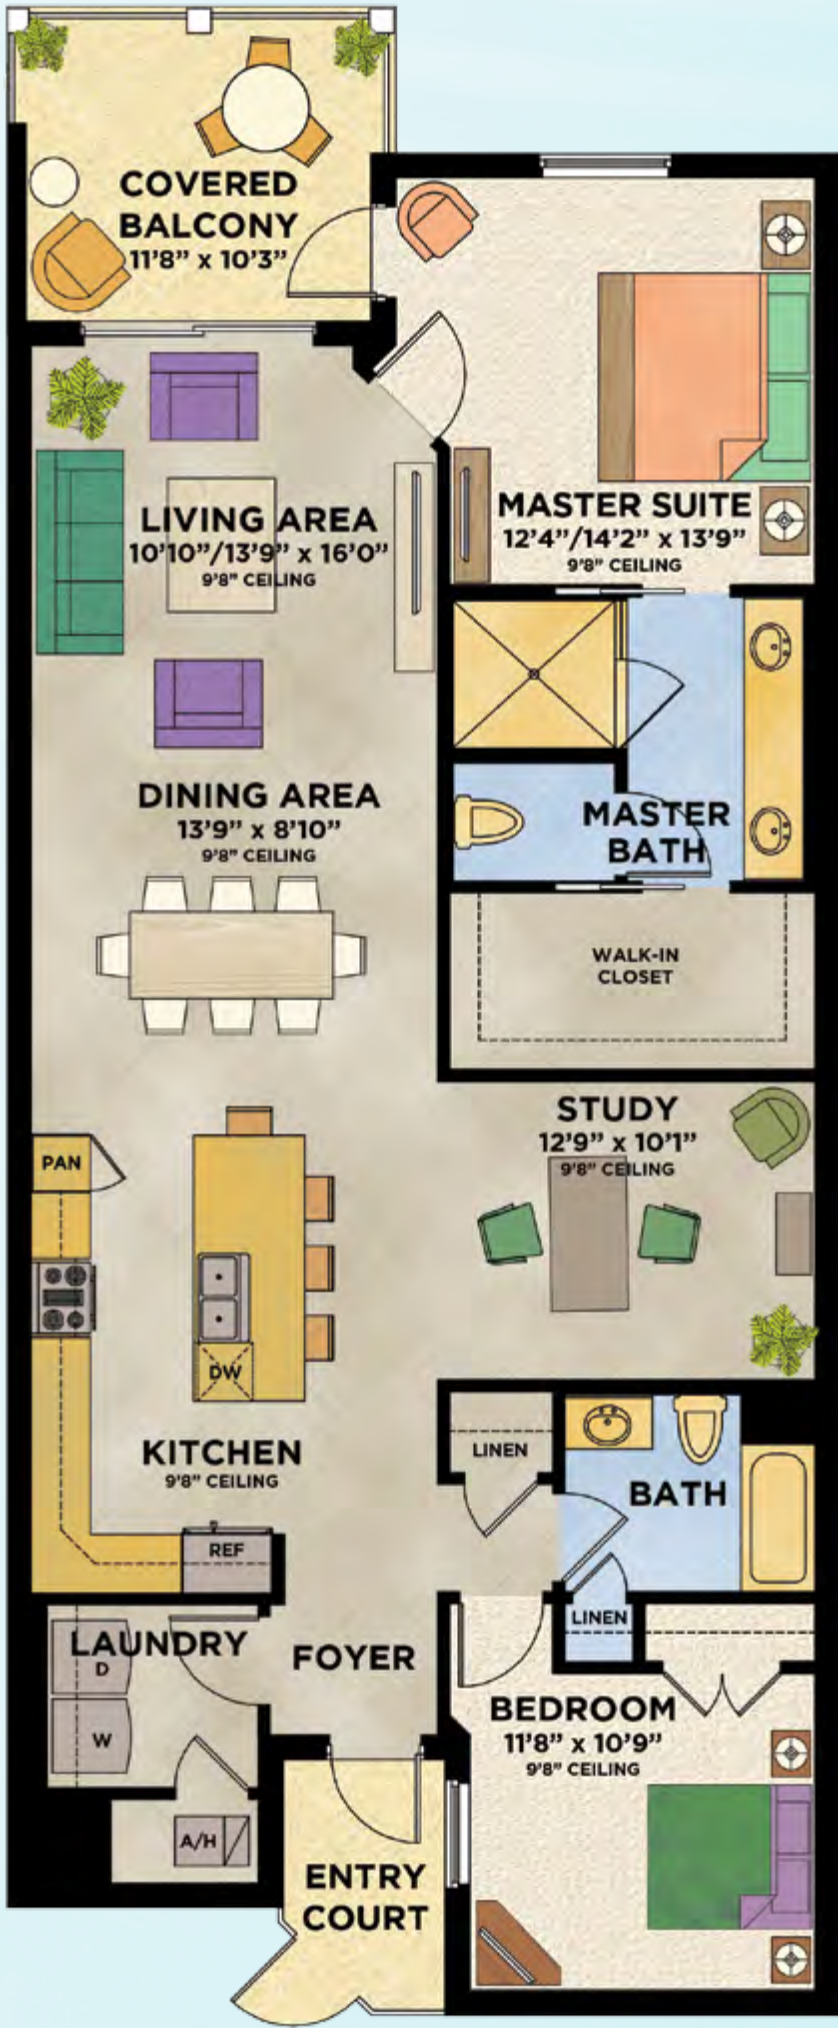 COVERED
BALCONY
11'8" x 10'3"
LIVING AREA
10'10"/13'9" x 16'0"
9'8" CEILING
MASTER SUITE
12'4"/14'2" x 13'9"
9'8" CEILING
DINING AREA
13'9" x 8'10"
9'8" CEILING
MASTER
BATH
WALK-IN
CLOSET
STUDY
12'9" x 10'1"
9'8" CEILING
PAN
DW
KITCHEN
9'8" CEILING
REF
LINEN
BATH
LINEN
LAUNDRY
D
W
FOYER
BEDROOM
11'8" x 10'9"
9'8" CEILING
A/H
ENTRY
COURT